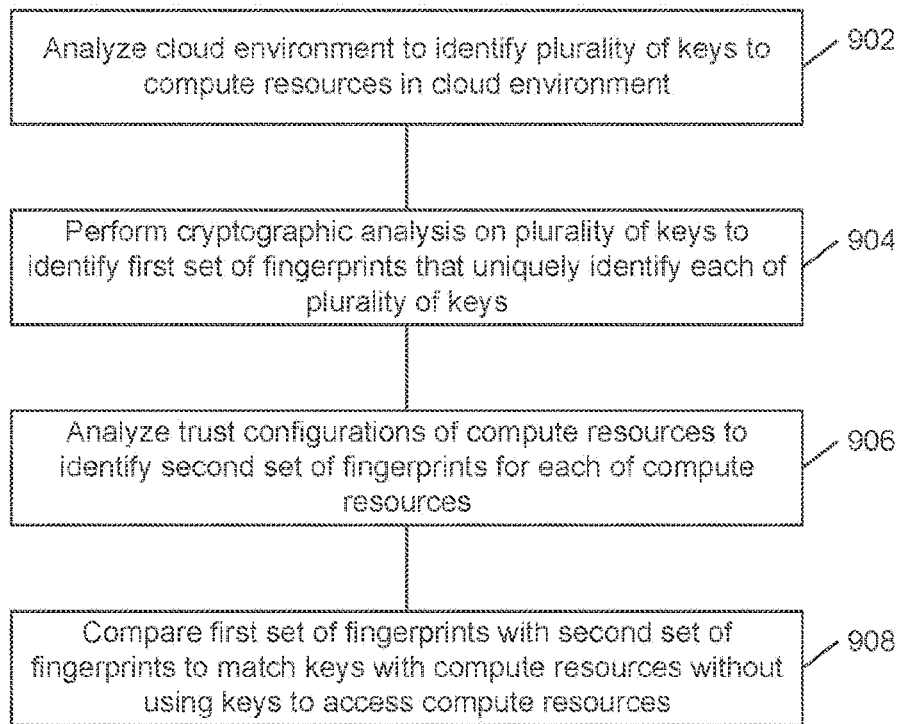 Analyze cloud environment to identify plurality of keys to
compute resources in cloud environment
902
Perform cryptographic analysis on plurality of keys to
identify first set of fingerprints that uniquely identify each of
plurality of keys
904
Analyze trust configurations of compute resources to
identify second set of fingerprints for each of compute
resources
906
Compare first set of fingerprints with second set of
fingerprints to match keys with compute resources without
using keys to access compute resources
908